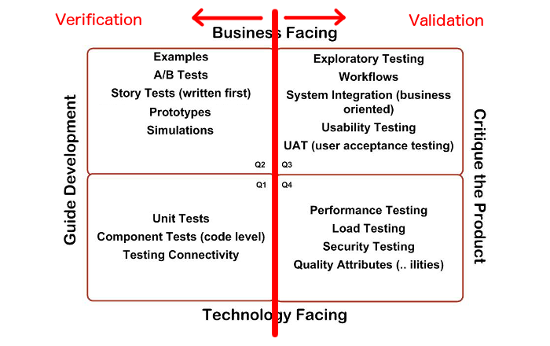 Verification
Validation
Business Facing
Examples
A/B Tests
Story Tests (written first)
Prototypes
Simulations
Q2
Exploratory Testing
Workflows
System Integration (business
oriented)
Usability Testing
UAT (user acceptance testing)
Q3
Guide Development
Critique the Product
Q1
Unit Tests
Component Tests (code level)
Testing Connectivity
Q4
Performance Testing
Load Testing
Security Testing
Quality Attributes (.. ilities)
Technology Facing